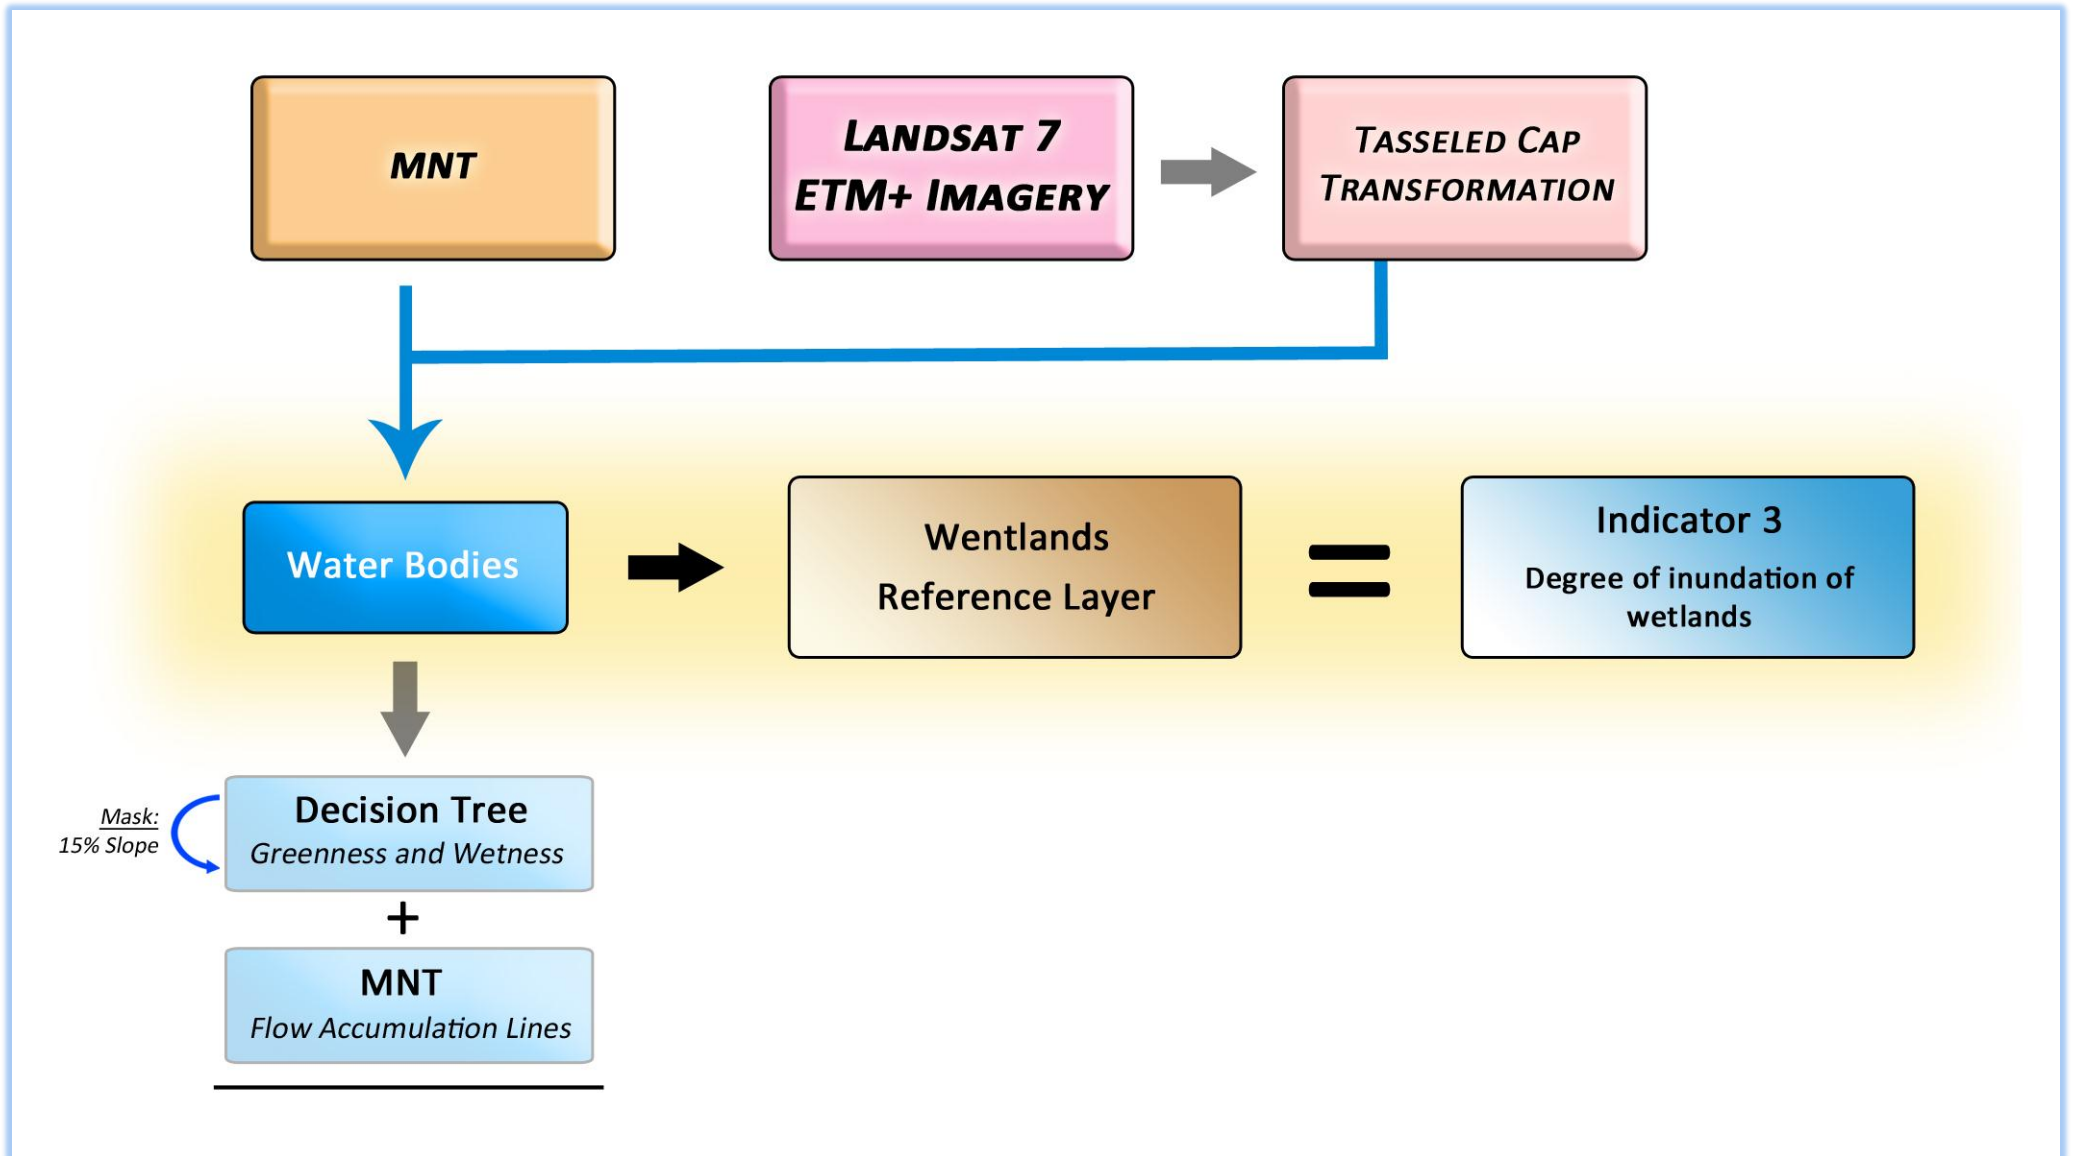 MNT
LANDSAT 7
ETM+ IMAGERY
TASSELED CAP
TRANSFORMATION
Water Bodies
Wentlands
Reference Layer
=
Indicator 3
Degree of inundation of
wetlands
Mask:
15% Slope
Decision Tree
Greenness and Wetness
+
MNT
Flow Accumulation Lines